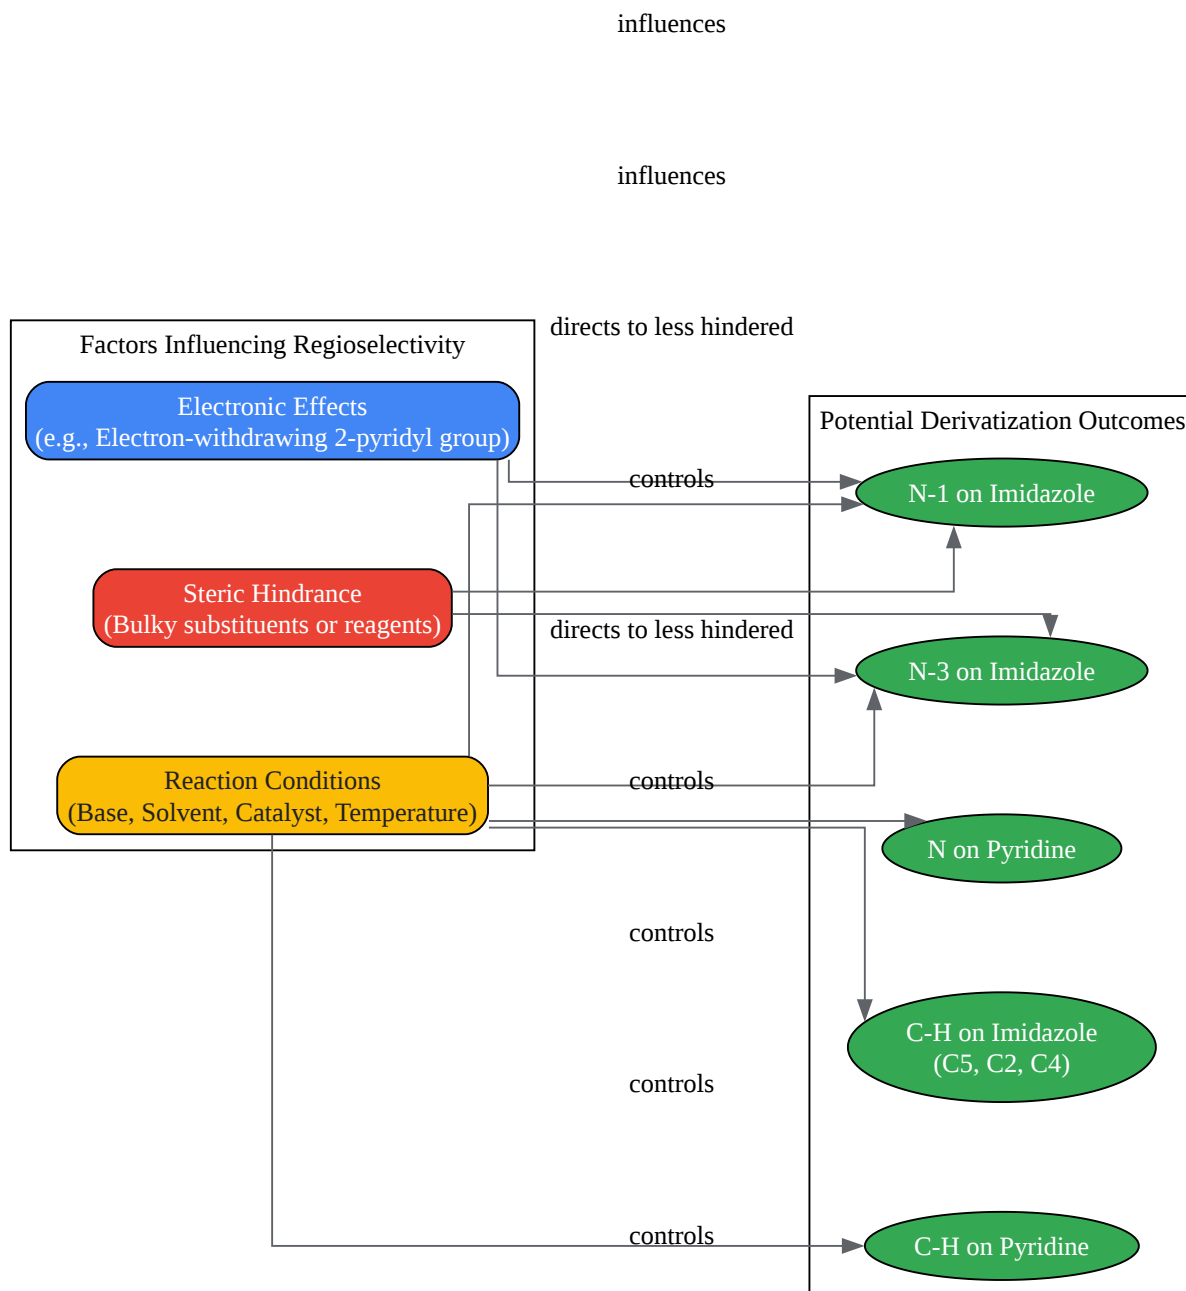 influences
influences
directs to less hindered
Factors Influencing Regioselectivity
Electronic Effects
(e.g., Electron-withdrawing 2-pyridyl group)
Potential Derivatization Outcomes
controls
N-1 on Imidazole
Steric Hindrance
(Bulky substituents or reagents)
directs to less hindered
N-3 on Imidazole
Reaction Conditions
(Base, Solvent, Catalyst, Temperature)
controls
N on Pyridine
controls
C-H on Imidazole
(C5, C2, C4)
controls
controls
C-H on Pyridine